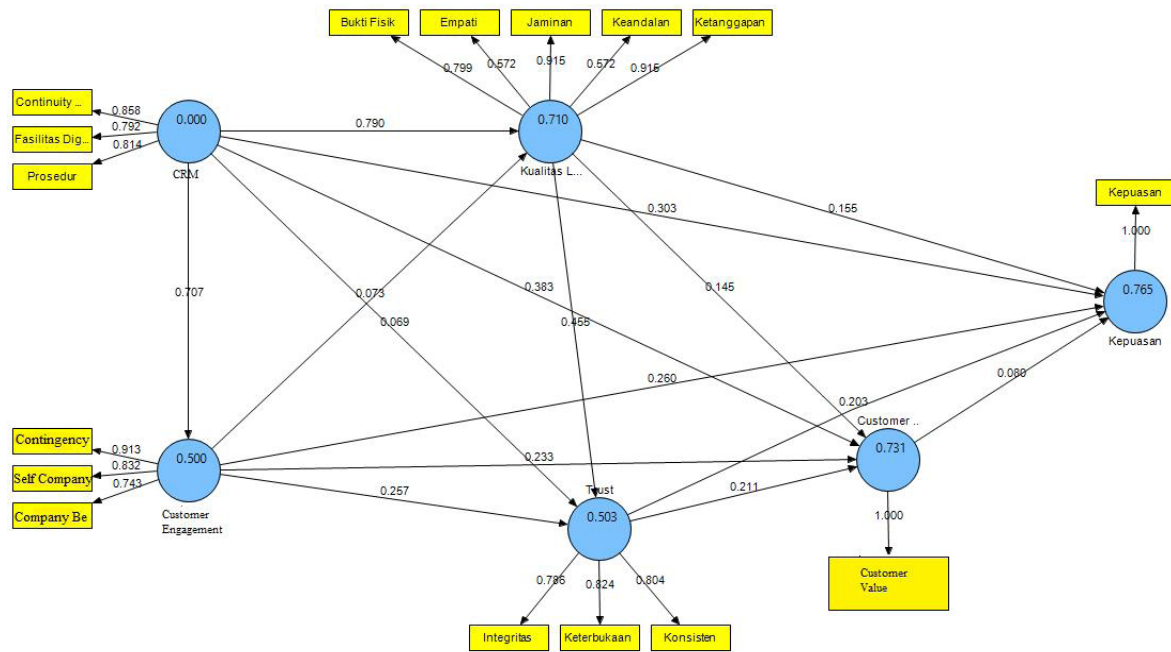 Bukti Fisik
Empati
Jaminan
Keandalan
Ketanggapan
0.799
0.572
0.915
0.572
0.915
Continuity ...
Fasilitas Dig...
Prosedur
0.858
0.792
0.814
0.000
CRM
0.790
0.710
Kualitas L...
0.303
0.155
Kepuasan
1.000
0.765
Kepuasan
0.707
0.073
0.069
0.383
0.455
0.145
0.260
0.203
0.080
Contingency
Self Company
Company Be
0.913
0.832
0.743
0.500
Customer
Engagement
0.233
0.257
Trust
0.503
0.211
Customer ..
0.731
1.000
Customer
Value
0.786
0.824
0.804
Integritas
Keterbukaan
Konsisten